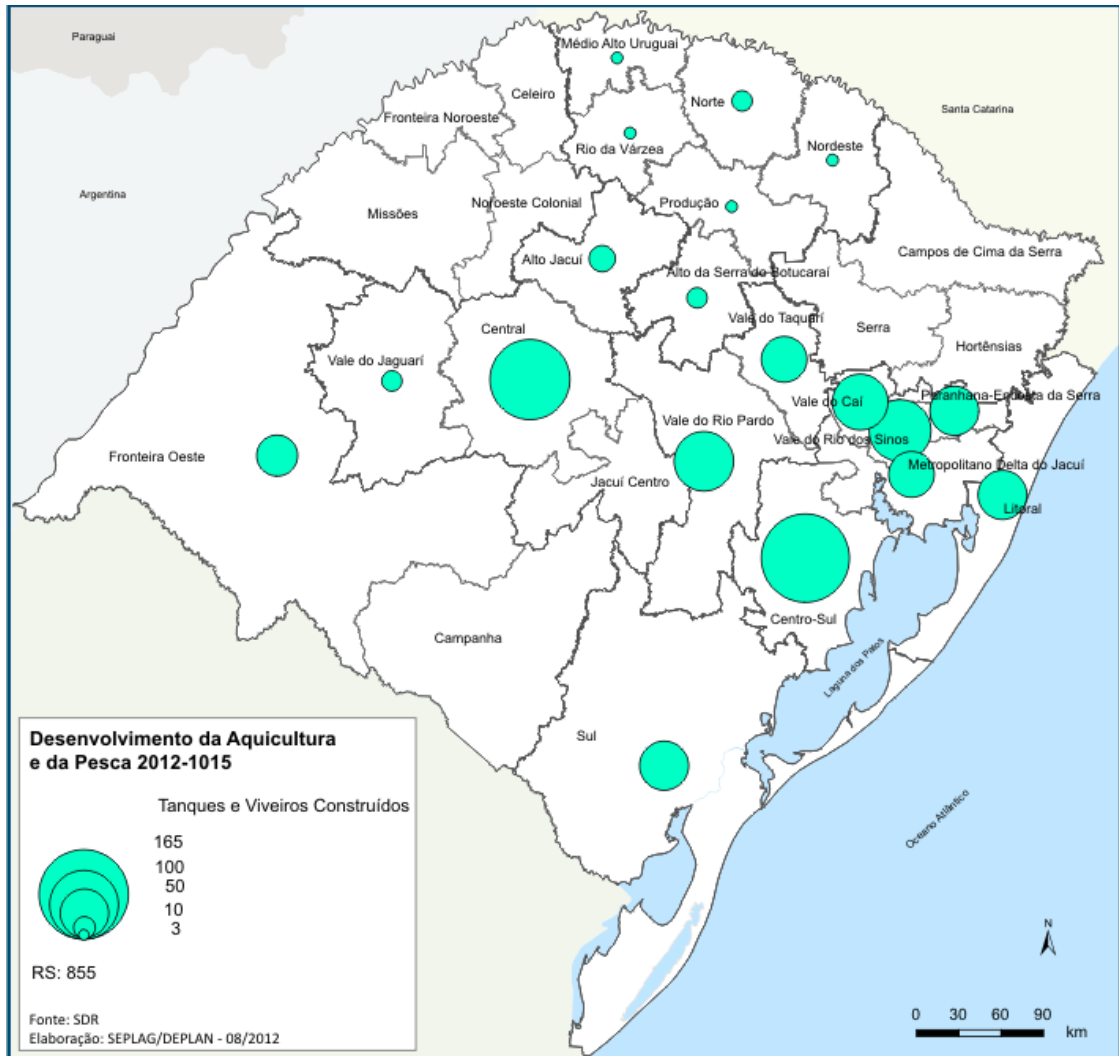 Paraguai
Médio Alto Uruguai
Celeiro
Norte
Santa Catarina
Fronteira Noroeste
Rio da Várzea
Nordeste
Argentina
Missões
Noroeste Colonial
Produção
Campos de Cima da Serra
Alto Jacuí
Alto da Serra do Botucaraí
Vale do Taquarí
Central
Serra
Hortênsias
Vale do Jaguarí
Paranhana-Encosta da Serra
Vale do Caí
Vale do Rio Pardo
Vale do Rio dos Sinos
Fronteira Oeste
Metropolitano Delta do Jacuí
Jacuí Centro
Litoral
Centro-Sul
Campanha
Laguna dos Patos
Sul
Oceano Atlântico
Desenvolvimento da Aquicultura
e da Pesca 2012-1015
Tanques e Viveiros Construídos
165
100
50
10
3
RS: 855
Fonte: SDR
Elaboração: SEPLAG/DEPLAN - 08/2012
N
0 30 60 90
km